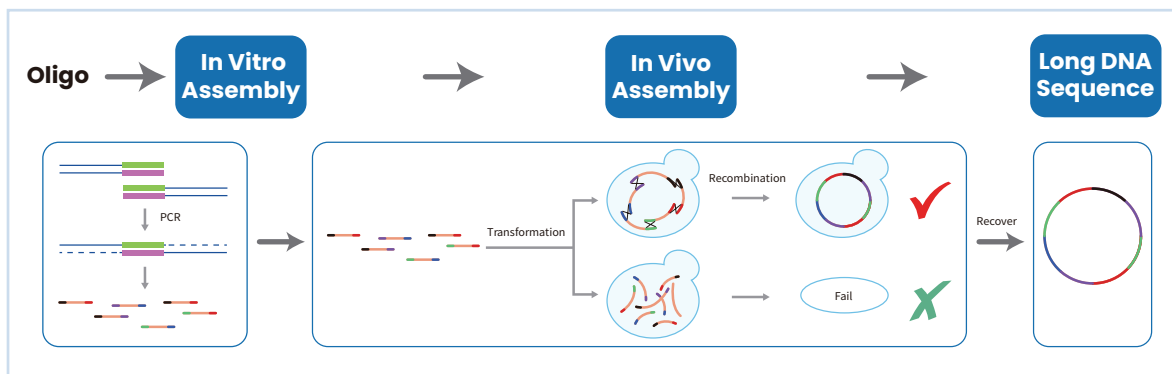 Oligo
In Vitro
Assembly
In Vivo
Assembly
Long DNA
Sequence
PCR
Transformation
Recombination
Fail
Recover